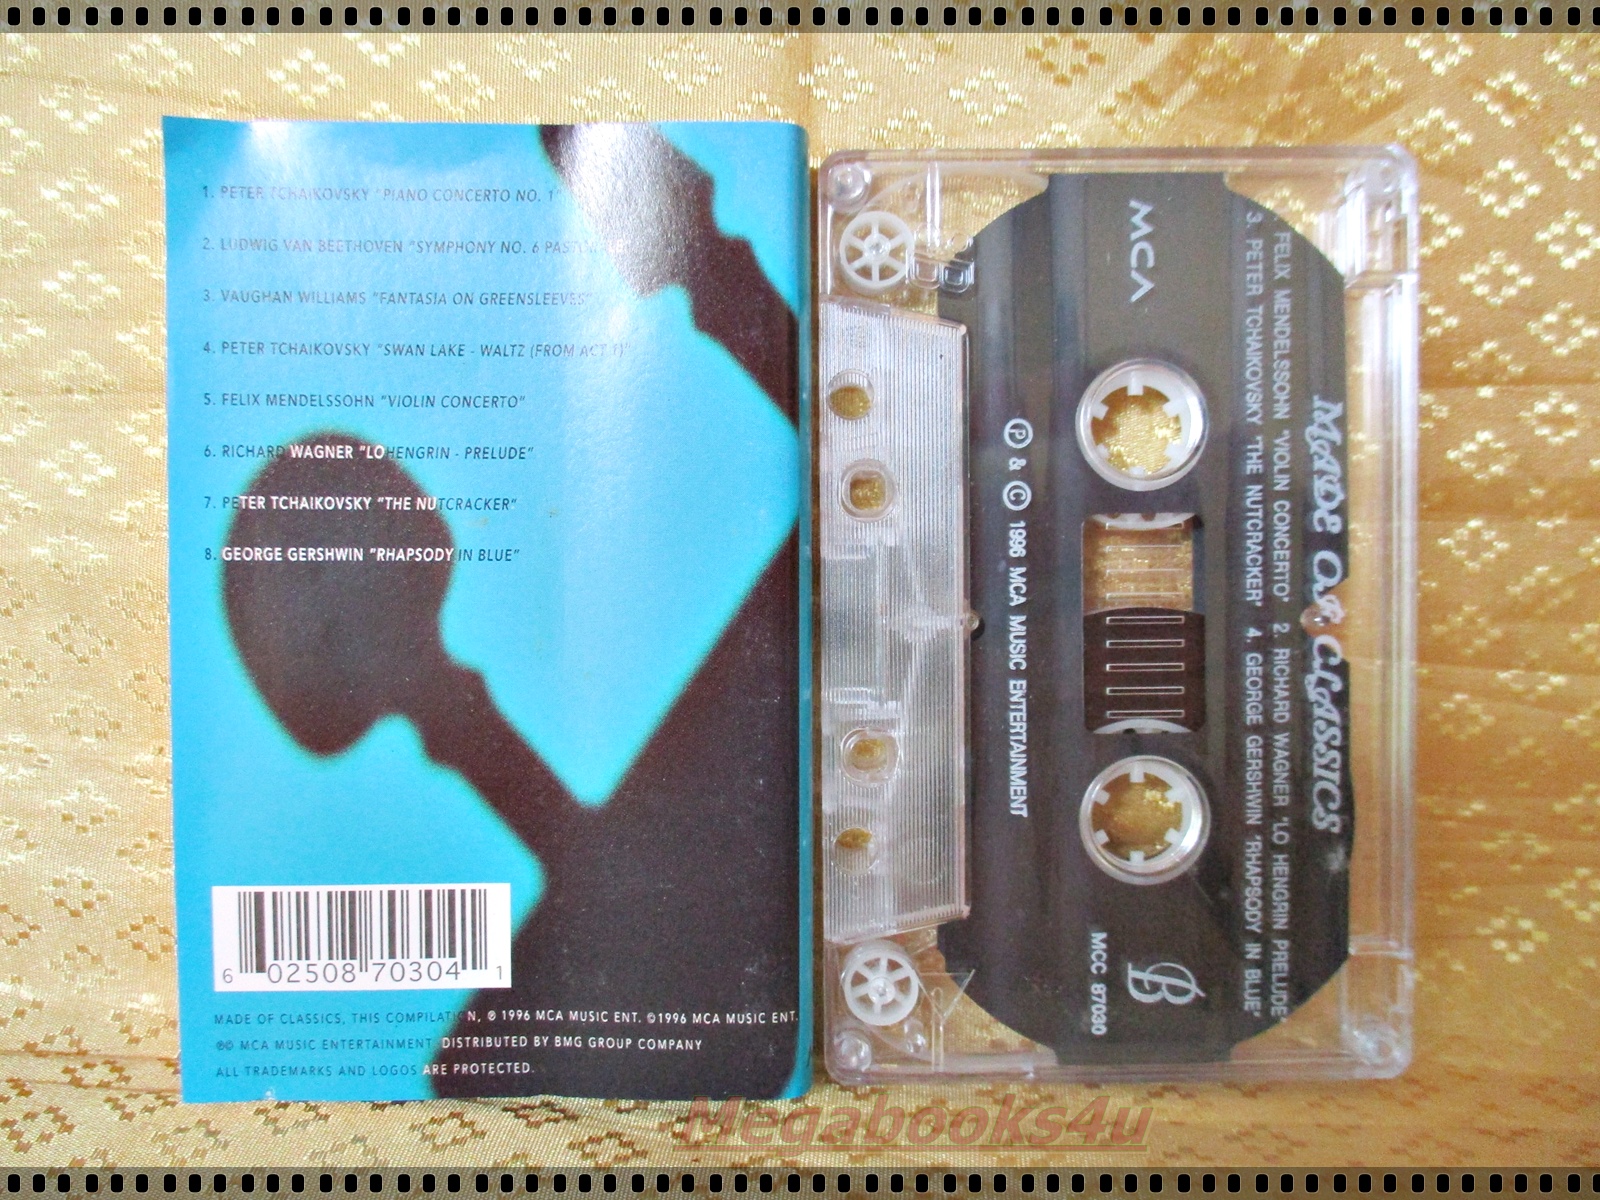 1. PETER TCHAIKOVSKY "PIANO CONCERTO NO. 1"
2. LUDWIG VAN BEETHOVEN "SYMPHONY NO. 6
3. VAUGHAN WILLIAMS "FANTASIA ON GREENSLEEVES"
4. PETER TCHAIKOVSKY "SWAN LAKE - WALTZ (FROM ACT 1)"
5. FELIX MENDELSSOHN "VIOLIN CONCERTO"
6. RICHARD WAGNER "LOHENGRIN - PRELUDE"
7. PETER TCHAIKOVSKY "THE NUTCRACKER"
8. GEORGE GERSHWIN "RHAPSODY IN BLUE"
6 02508 70304 1
MADE OF CLASSICS, THIS COMPILATION, ℗ 1996 MCA MUSIC ENT. ©1996 MCA MUSIC ENT.
℗© MCA MUSIC ENTERTAINMENT DISTRIBUTED BY BMG GROUP COMPANY
ALL TRADEMARKS AND LOGOS ARE PROTECTED.
MADE OF CLASSICS
FELIX MENDELSSOHN 'VIOLIN CONCERTO' 2. RICHARD WAGNER 'LO HENGRIN PRELUDE'
3. PETER TCHAIKOVSKY 'THE NUTCRACKER' 4. GEORGE GERSHWIN 'RHAPSODY IN BLUE'
MCA
B
MCC 87030
℗ & © 1996 MCA MUSIC ENTERTAINMENT
Megabooks4u